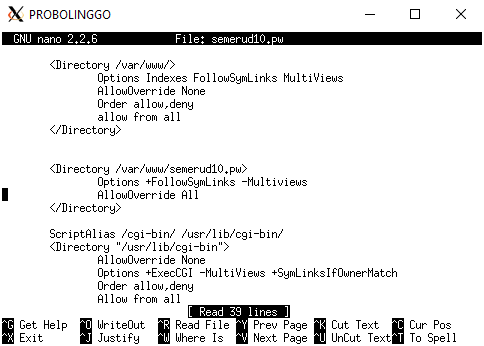 PROBOLINGGO
GNU nano 2.2.6 File: semerud10.pw
<Directory /var/www/>
Options Indexes FollowSymLinks MultiViews
AllowOverride None
Order allow,deny
allow from all
</Directory>
<Directory /var/www/semerud10.pw>
Options +FollowSymLinks -Multiviews
AllowOverride All
</Directory>
ScriptAlias /cgi-bin/ /usr/lib/cgi-bin/
<Directory "/usr/lib/cgi-bin">
AllowOverride None
Options +ExecCGI -MultiViews +SymLinksIfOwnerMatch
Order allow,deny
Allow from all
[ Read 39 lines ]
^G Get Help ^O WriteOut ^R Read File ^Y Prev Page ^K Cut Text ^C Cur Pos
^X Exit ^J Justify ^W Where Is ^V Next Page ^U UnCut Text ^T To Spell